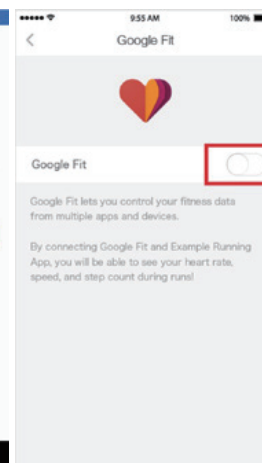 9:55 AM
100%
Google Fit
Google Fit
Google Fit lets you control your fitness data
from multiple apps and devices.
By connecting Google Fit and Example Running
App, you will be able to see your heart rate,
speed, and step count during runs!